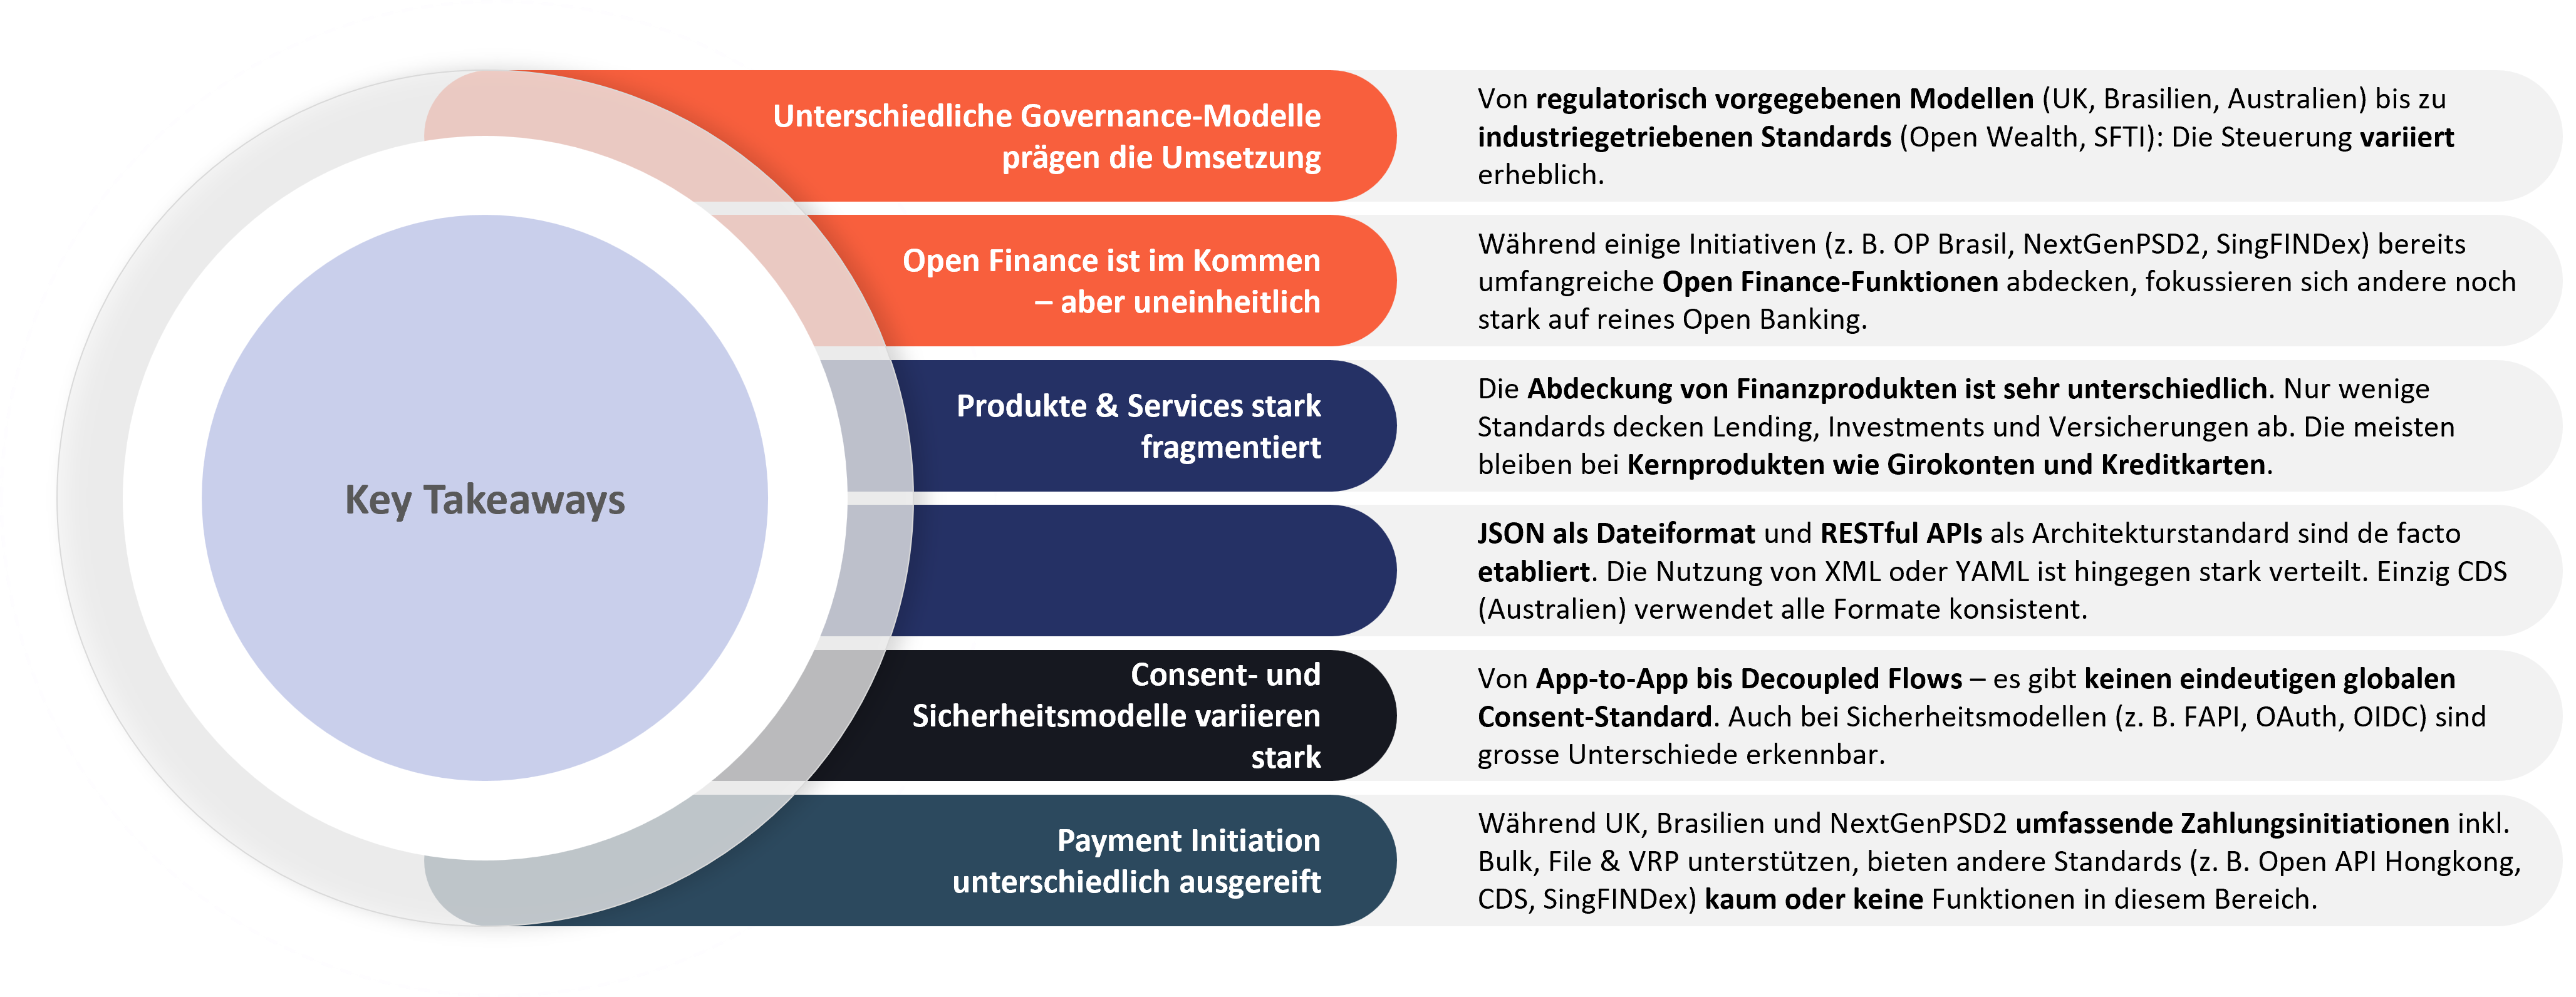 Key Takeaways
Unterschiedliche Governance-Modelle
prägen die Umsetzung
Von regulatorisch vorgegebenen Modellen (UK, Brasilien, Australien) bis zu
industriegetriebenen Standards (Open Wealth, SFTI): Die Steuerung variiert
erheblich.
Open Finance ist im Kommen
– aber uneinheitlich
Während einige Initiativen (z. B. OP Brasil, NextGenPSD2, SingFINDex) bereits
umfangreiche Open Finance-Funktionen abdecken, fokussieren sich andere noch
stark auf reines Open Banking.
Produkte & Services stark
fragmentiert
Die Abdeckung von Finanzprodukten ist sehr unterschiedlich. Nur wenige
Standards decken Lending, Investments und Versicherungen ab. Die meisten
bleiben bei Kernprodukten wie Girokonten und Kreditkarten.
JSON als Dateiformat und RESTful APIs als Architekturstandard sind de facto
etabliert. Die Nutzung von XML oder YAML ist hingegen stark verteilt. Einzig CDS
(Australien) verwendet alle Formate konsistent.
Consent- und
Sicherheitsmodelle variieren
stark
Von App-to-App bis Decoupled Flows – es gibt keinen eindeutigen globalen
Consent-Standard. Auch bei Sicherheitsmodellen (z. B. FAPI, OAuth, OIDC) sind
grosse Unterschiede erkennbar.
Payment Initiation
unterschiedlich ausgereift
Während UK, Brasilien und NextGenPSD2 umfassende Zahlungsinitiationen inkl.
Bulk, File & VRP unterstützen, bieten andere Standards (z. B. Open API Hongkong,
CDS, SingFINDex) kaum oder keine Funktionen in diesem Bereich.